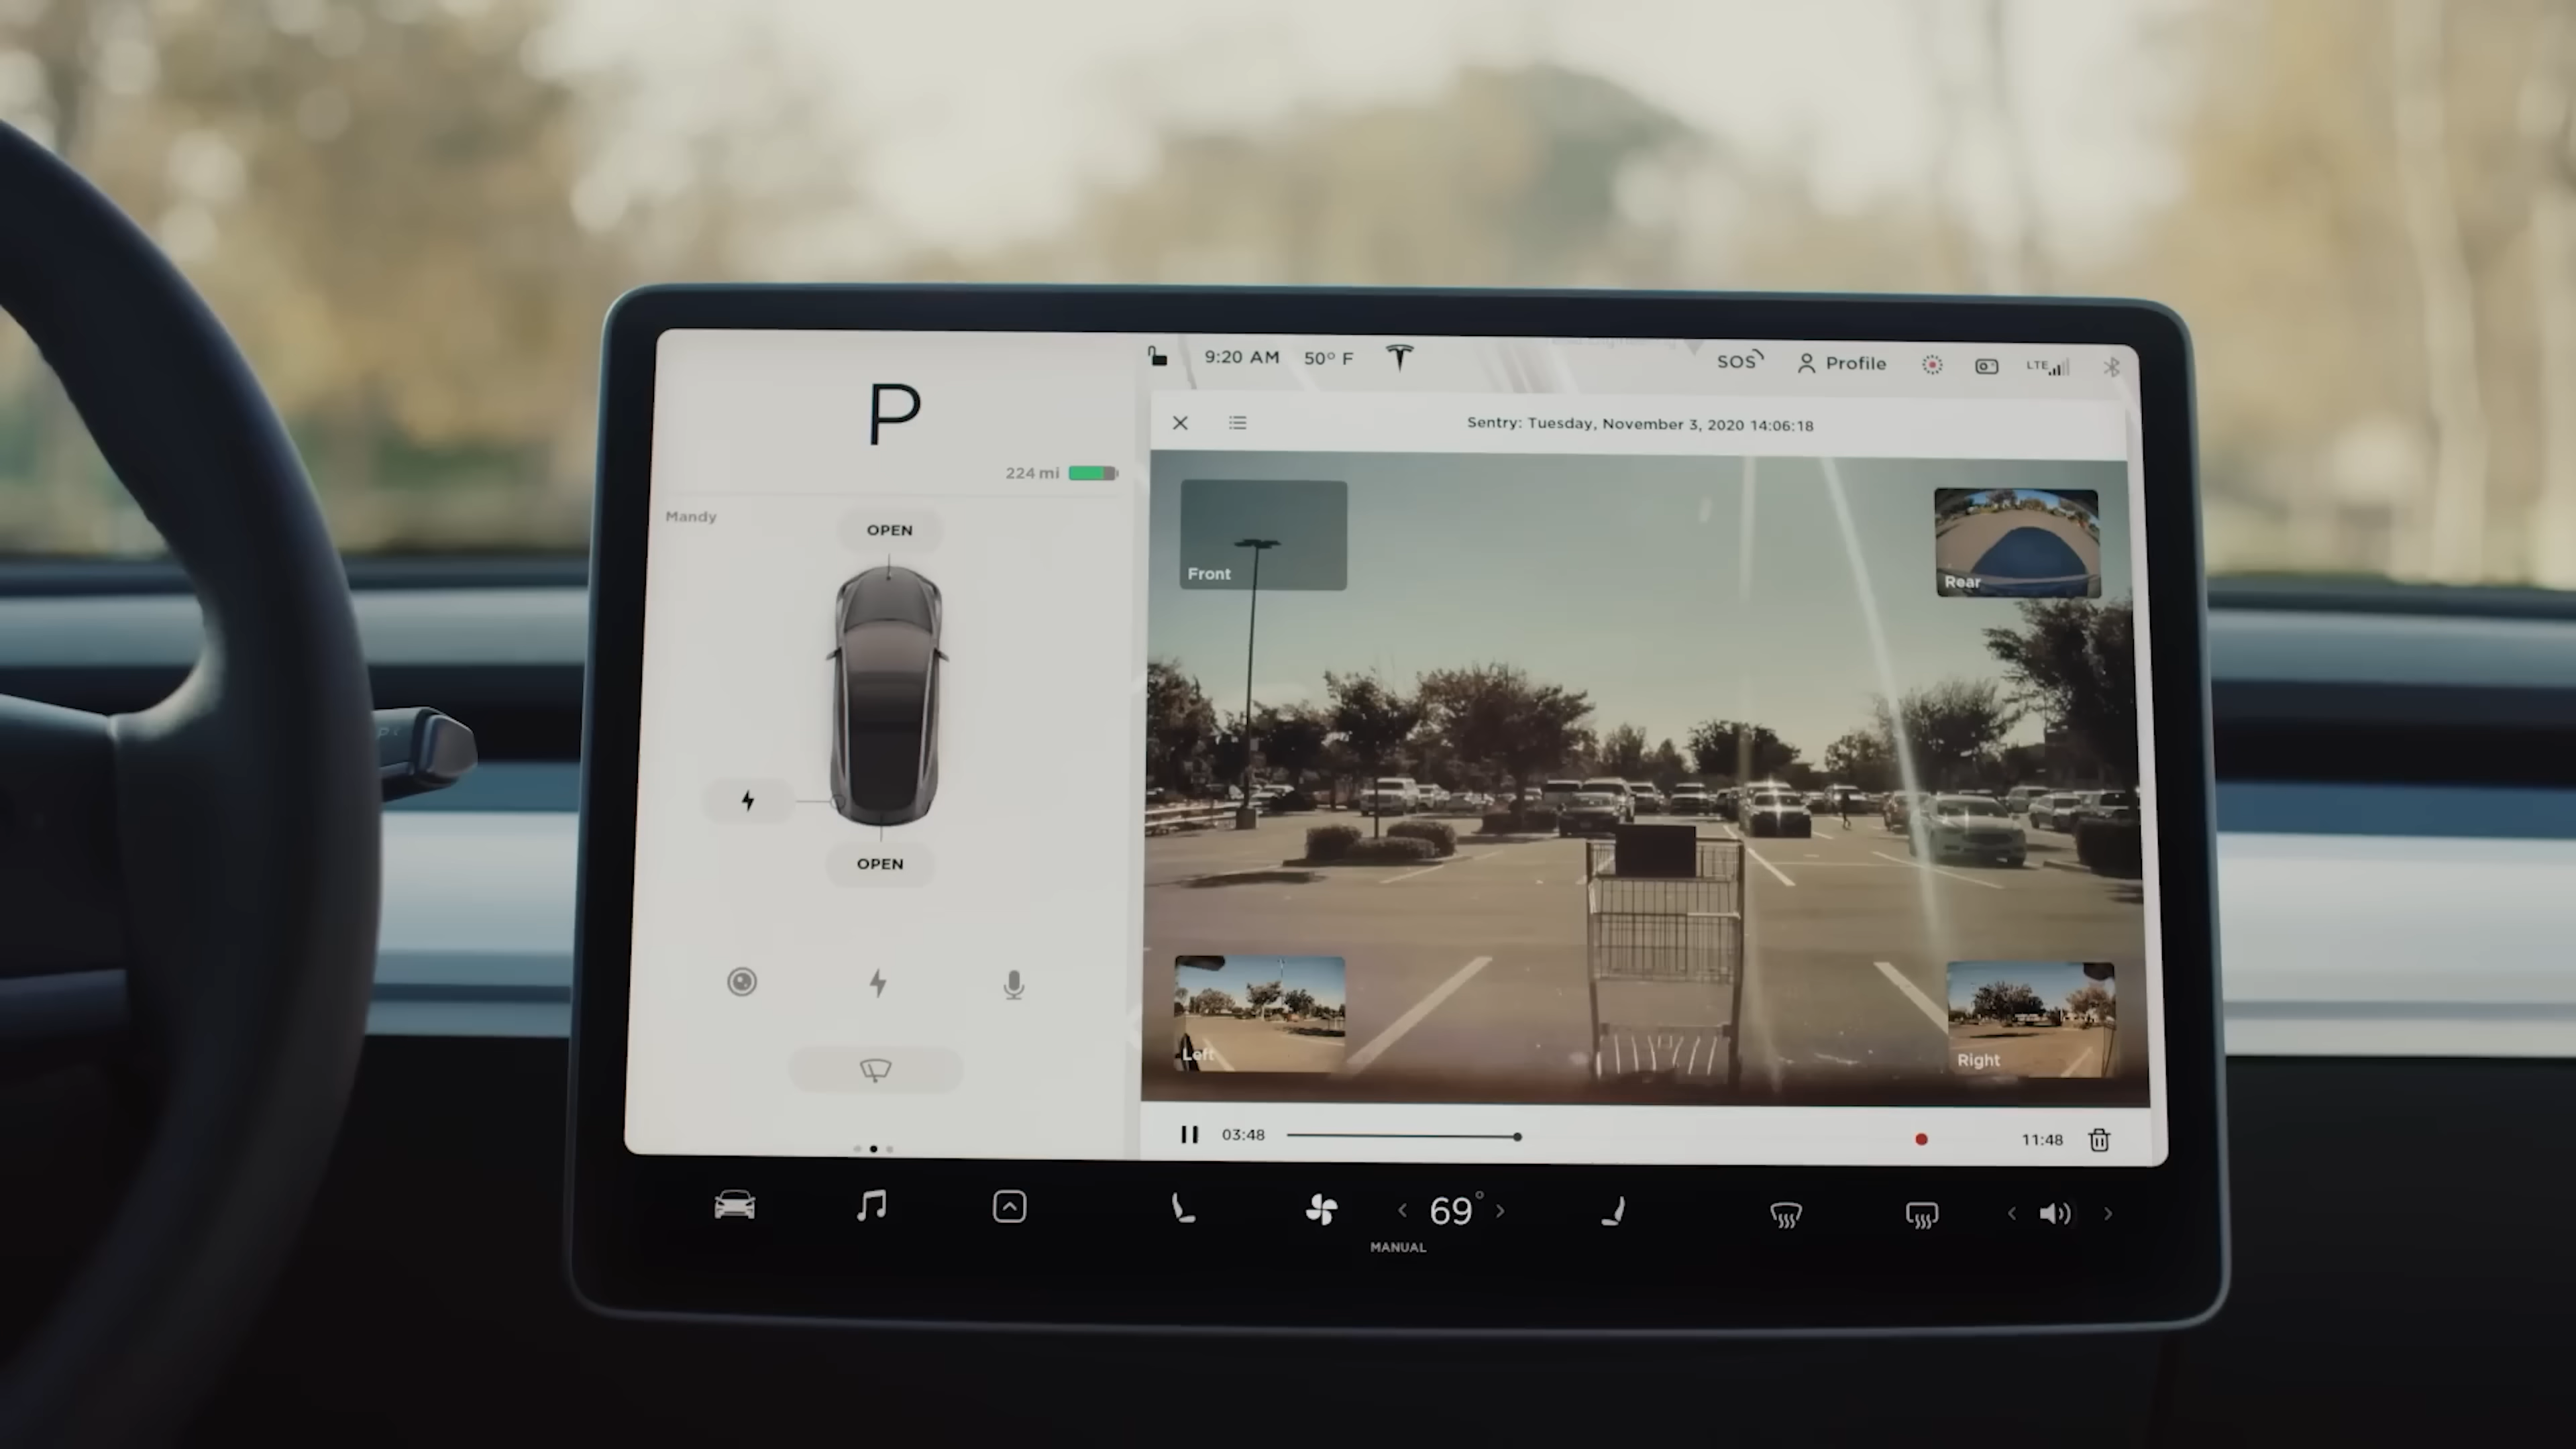 P
224 mi
Mandy
OPEN
OPEN
9:20 AM 50° F
SOS Profile LTE
Sentry: Tuesday, November 3, 2020 14:06:18
Front
Rear
Left
Right
03:48
11:48
69°
MANUAL